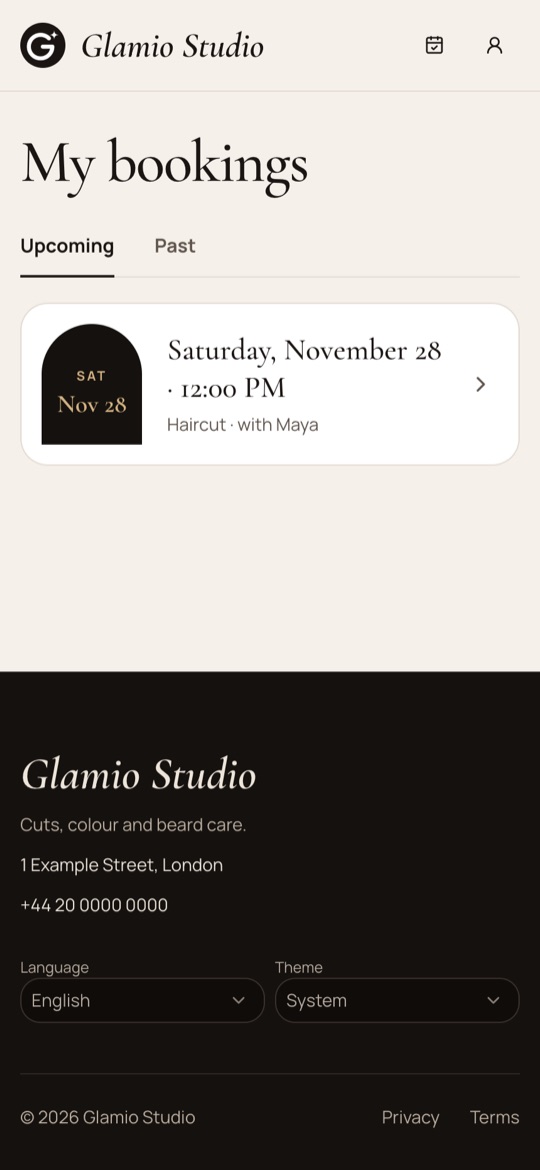 Glamio Studio
My bookings
Upcoming Past
SAT
Nov 28
Saturday, November 28
· 12:00 PM
Haircut · with Maya
Glamio Studio
Cuts, colour and beard care.
1 Example Street, London
+44 20 0000 0000
Language Theme
English System
© 2026 Glamio Studio Privacy Terms